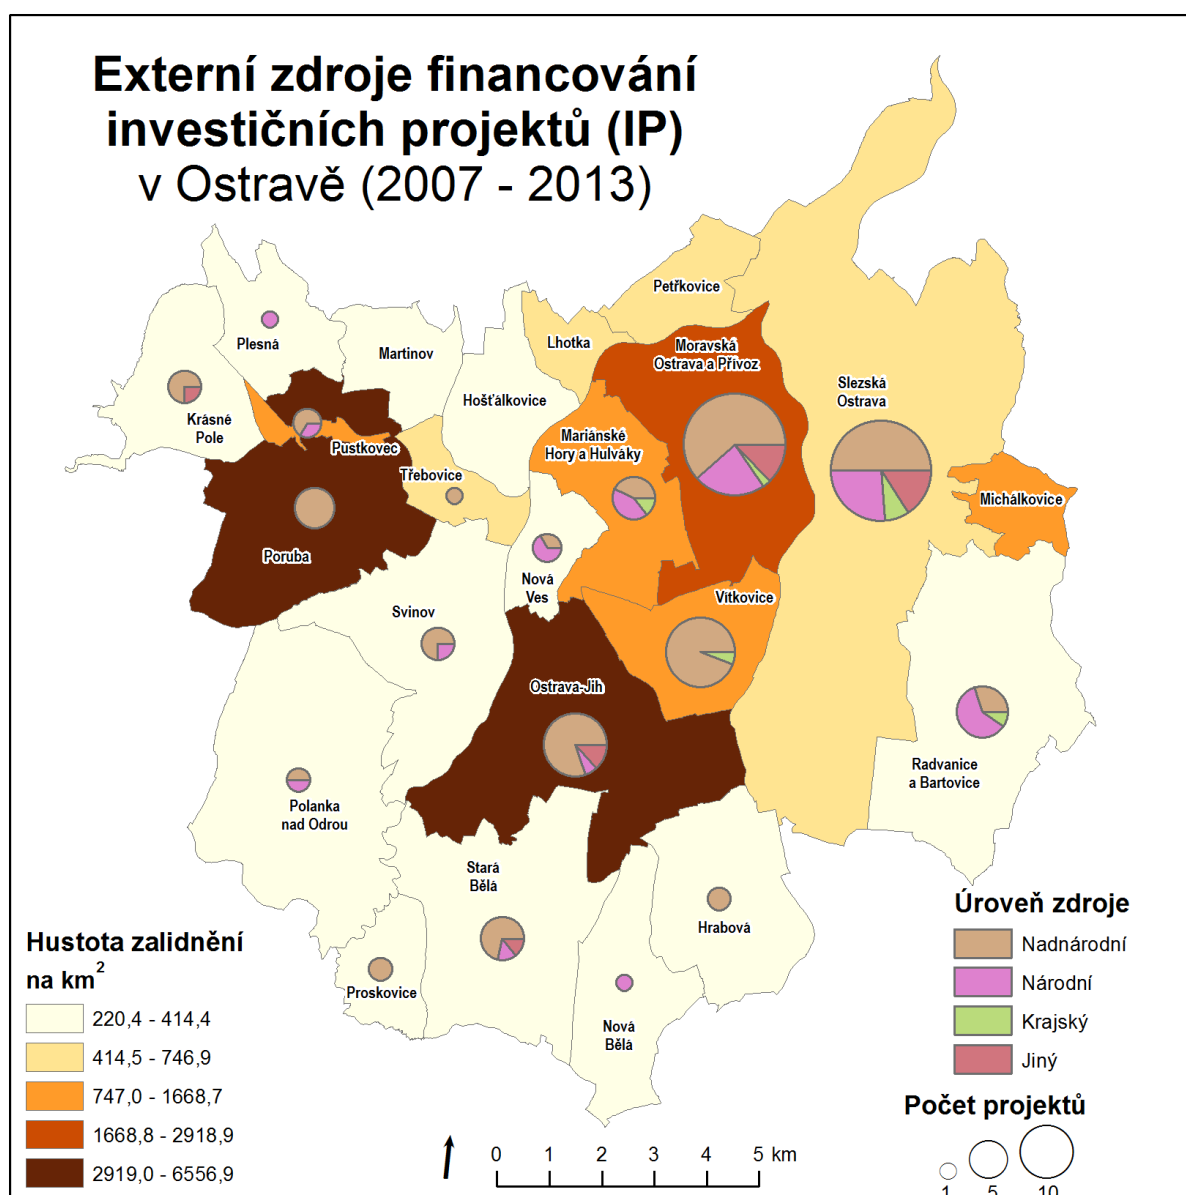 Externí zdroje financování
investičních projektů (IP)
v Ostravě (2007 - 2013)
Petřkovice
Plesná
Martinov
Lhotka
Moravská
Ostrava a Přívoz
Slezská
Ostrava
Hošťálkovice
Krásné
Pole
Pustkovec
Mariánské
Hory a Hulváky
Třebovice
Michálkovice
Poruba
Nová
Ves
Vítkovice
Svinov
Ostrava-Jih
Radvanice
a Bartovice
Polanka
nad Odrou
Stará
Bělá
Hrabová
Proskovice
Nová
Bělá
Hustota zalidnění
na km²
220,4 - 414,4
414,5 - 746,9
747,0 - 1668,7
1668,8 - 2918,9
2919,0 - 6556,9
0 1 2 3 4 5 km
Úroveň zdroje
Nadnárodní
Národní
Krajský
Jiný
Počet projektů
1 5 10